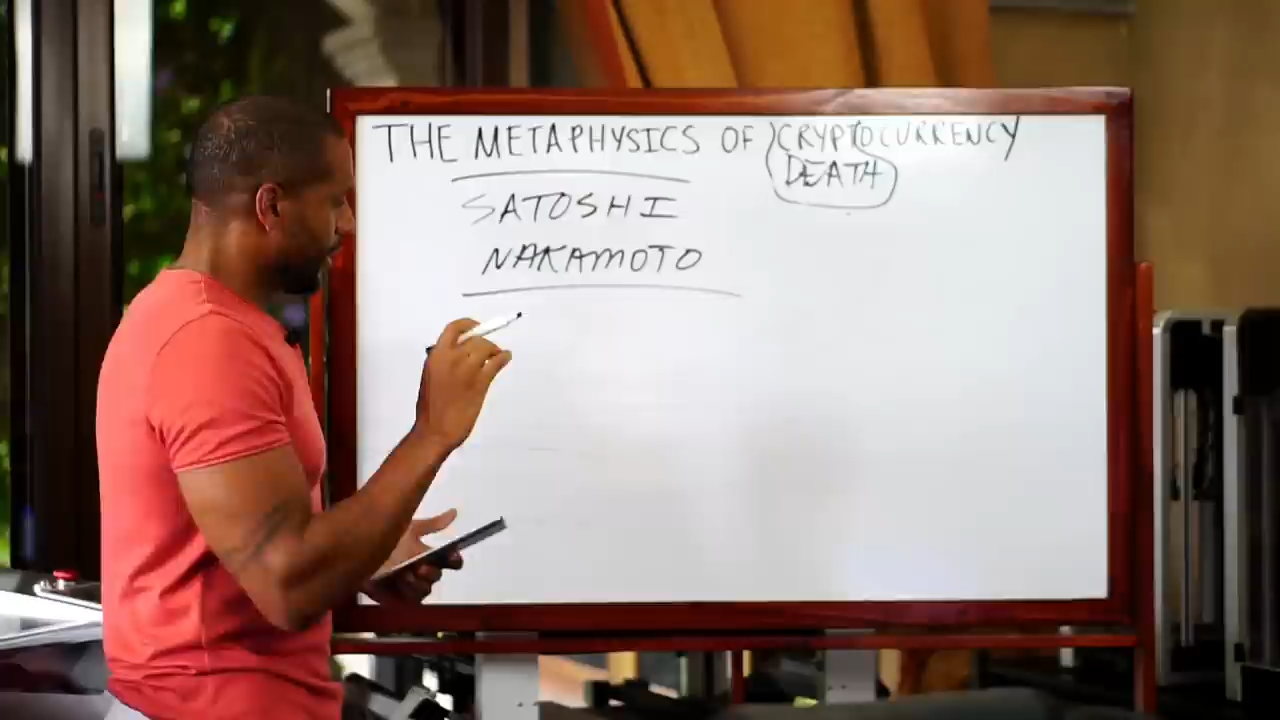 THE METAPHYSICS OF CRYPTOCURRENCY
DEATH
SATOSHI
NAKAMOTO